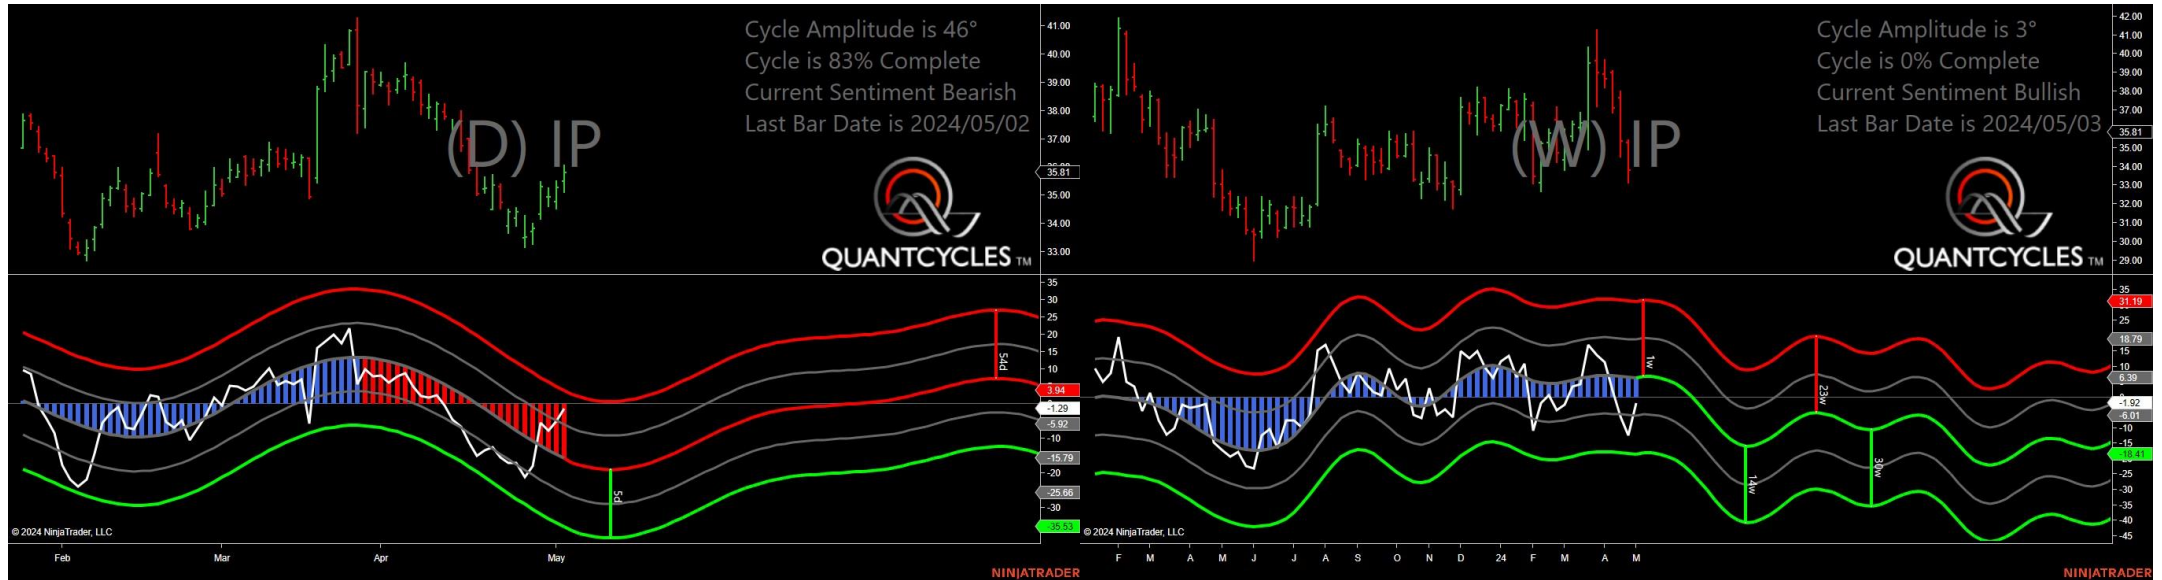 Cycle Amplitude is 46°
Cycle is 83% Complete
Current Sentiment Bearish
Last Bar Date is 2024/05/02
(D) IP
QUANTCYCLES TM
41.00
40.00
39.00
38.00
37.00
35.81
35.00
34.00
33.00
35
30
25
20
15
10
3.94
-1.29
-5.92
-10
-15.79
-20
-25.66
-30
-35.53
54d
5d
© 2024 NinjaTrader, LLC
Feb Mar Apr May
NINJATRADER
Cycle Amplitude is 3°
Cycle is 0% Complete
Current Sentiment Bullish
Last Bar Date is 2024/05/03
(W) IP
QUANTCYCLES TM
42.00
41.00
40.00
39.00
38.00
37.00
35.81
35.00
34.00
33.00
32.00
31.00
30.00
29.00
35
31.19
25
18.79
15
10
6.39
-1.92
-6.01
-10
-15
-18.41
-25
-30
-35
-40
-45
1w
23w
14w
30w
© 2024 NinjaTrader, LLC
F M A M J J A S O N D 24 F M A M
NINJATRADER